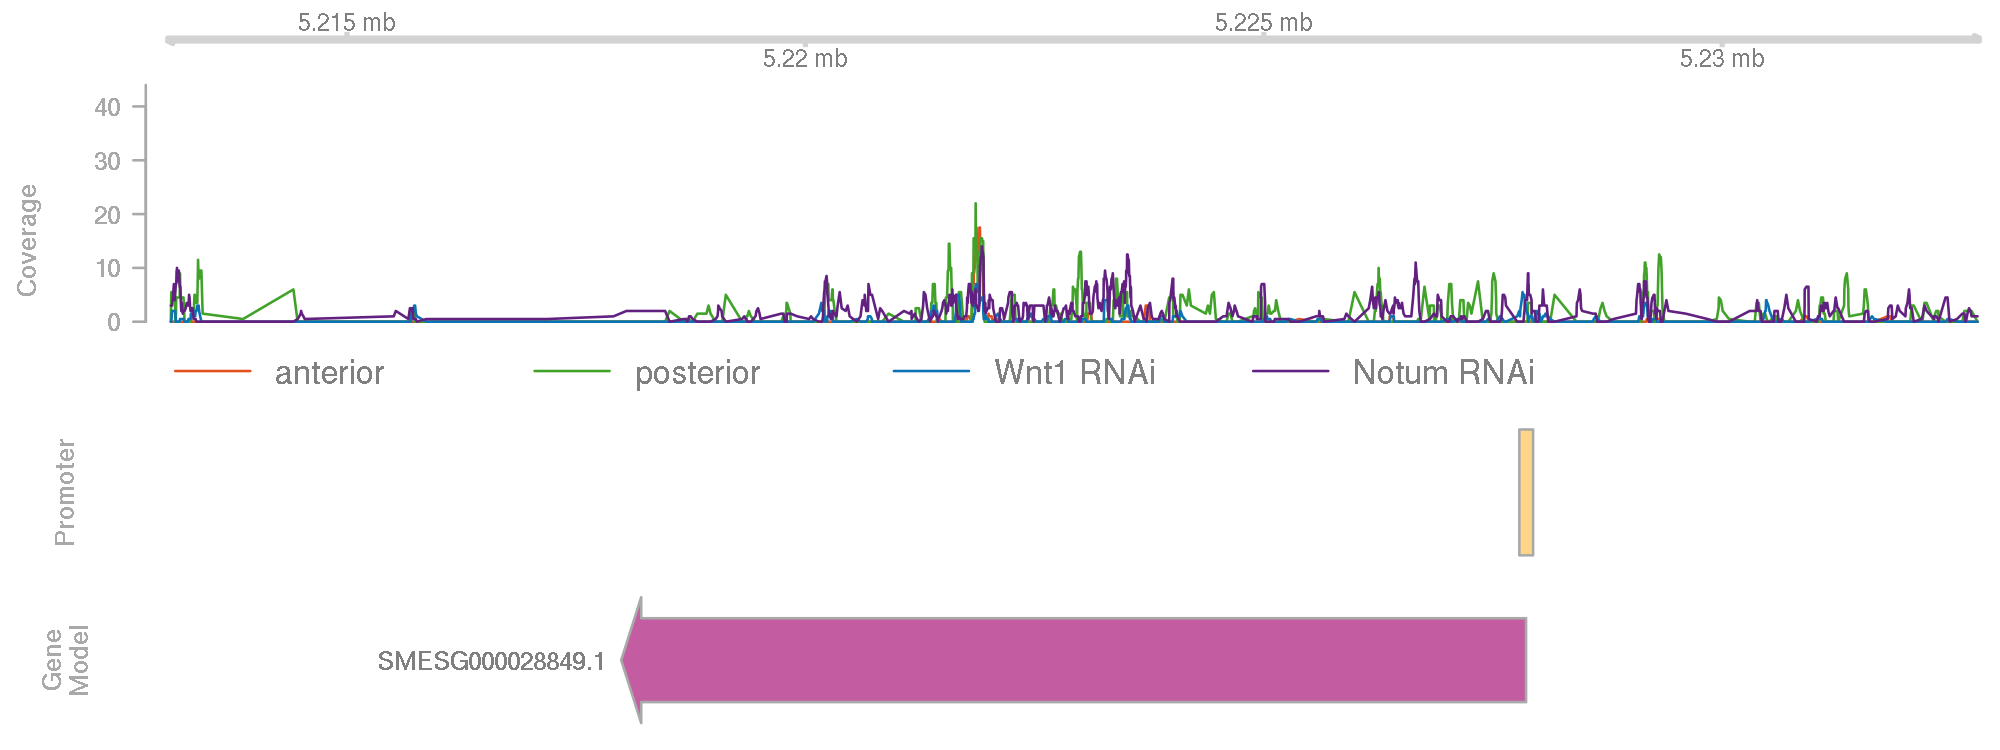 5.215 mb
5.225 mb
5.22 mb
5.23 mb
Coverage
40
30
20
10
0
anterior
posterior
Wnt1 RNAi
Notum RNAi
Promoter
Gene
Model
SMESG000028849.1